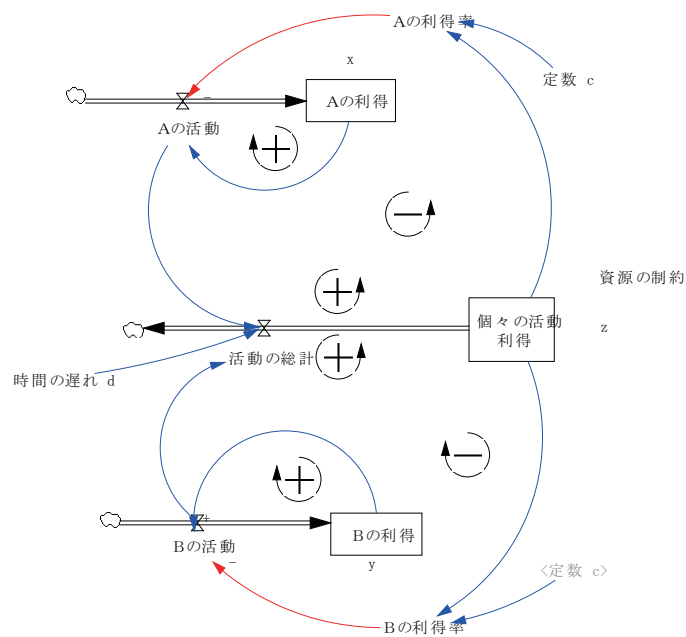 Aの利得率
x
定数 c
Aの利得
−
Aの活動
+
−
資源の制約
+
個々の活動
利得
z
+
活動の総計
時間の遅れ d
−
+
+
Bの利得
Bの活動
−
y
<定数 c>
Bの利得率